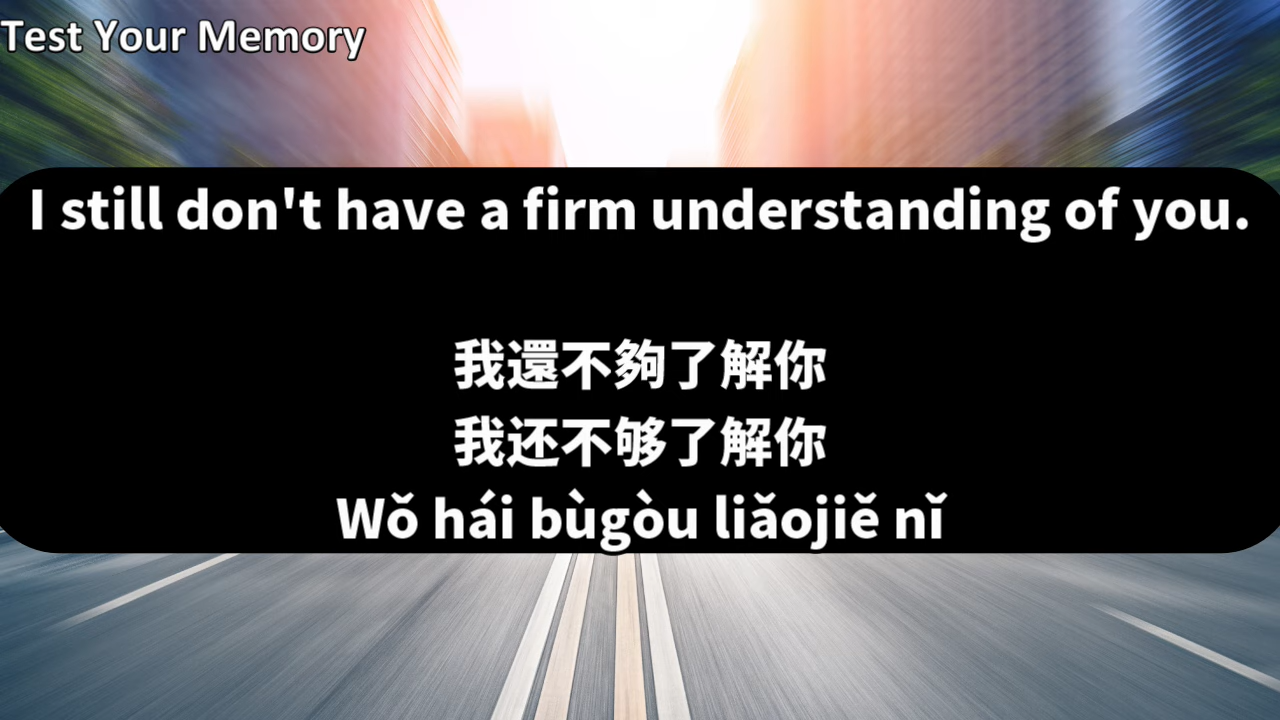 Test Your Memory
I still don't have a firm understanding of you.
我還不夠了解你
我还不够了解你
Wǒ hái bùgòu liǎojiě nǐ